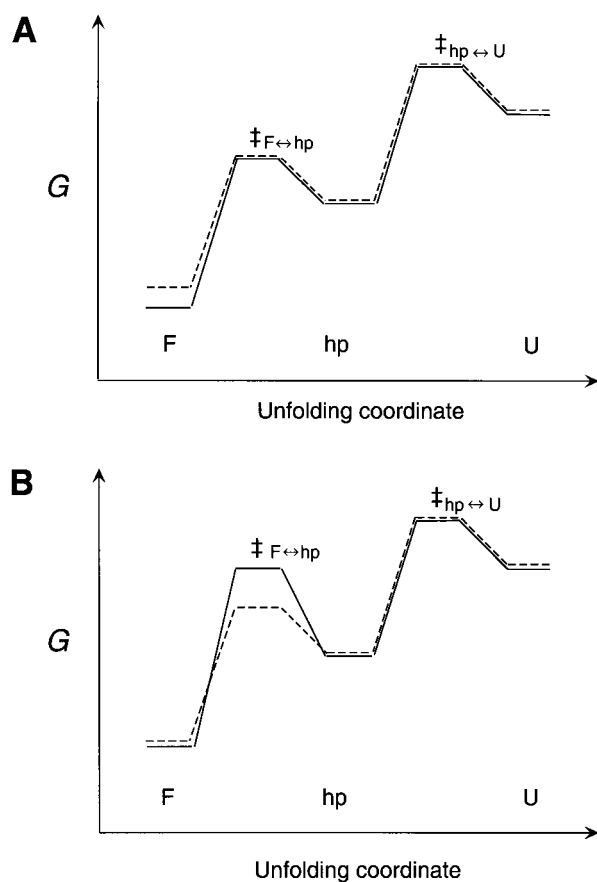 A
‡hp↔U
‡F↔hp
G
F hp U
Unfolding coordinate
B
‡hp↔U
‡ F↔hp
G
F hp U
Unfolding coordinate